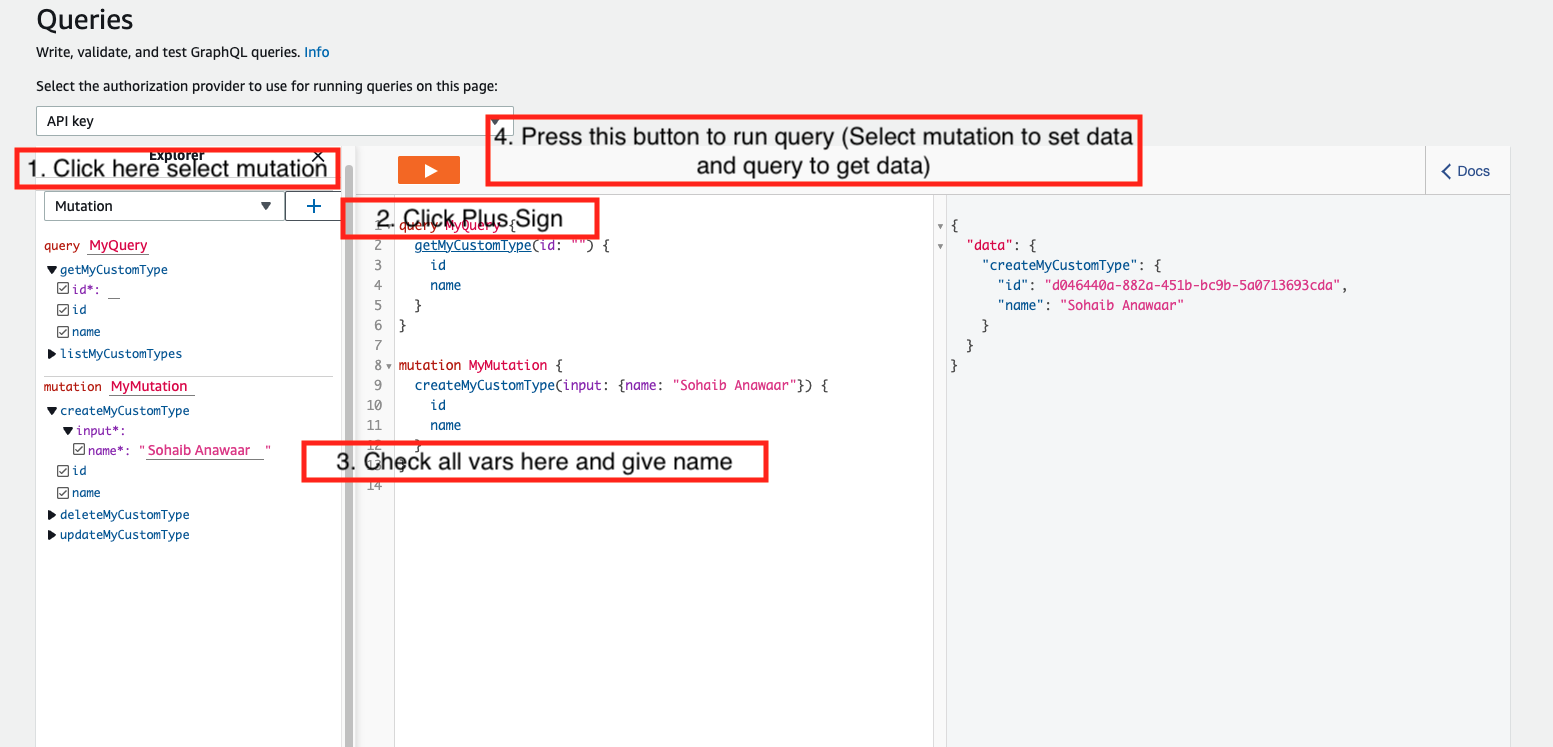 Queries
Write, validate, and test GraphQL queries. Info
Select the authorization provider to use for running queries on this page:
API key
4. Press this button to run query (Select mutation to set data
and query to get data)
Explorer
1. Click here select mutation
Docs
Mutation
+
2. Click Plus Sign
query MyQuery
getMyCustomType
id*:
id
name
listMyCustomTypes
mutation MyMutation
createMyCustomType
input*:
name*: "Sohaib Anawaar "
id
name
deleteMyCustomType
updateMyCustomType
1 query MyQuery {
2 getMyCustomType(id: "") {
3 id
4 name
5 }
6 }
7
8 mutation MyMutation {
9 createMyCustomType(input: {name: "Sohaib Anawaar"}) {
10 id
11 name
12 }
3. Check all vars here and give name
13 }
14
{
"data": {
"createMyCustomType": {
"id": "d046440a-882a-451b-bc9b-5a0713693cda",
"name": "Sohaib Anawaar"
}
}
}